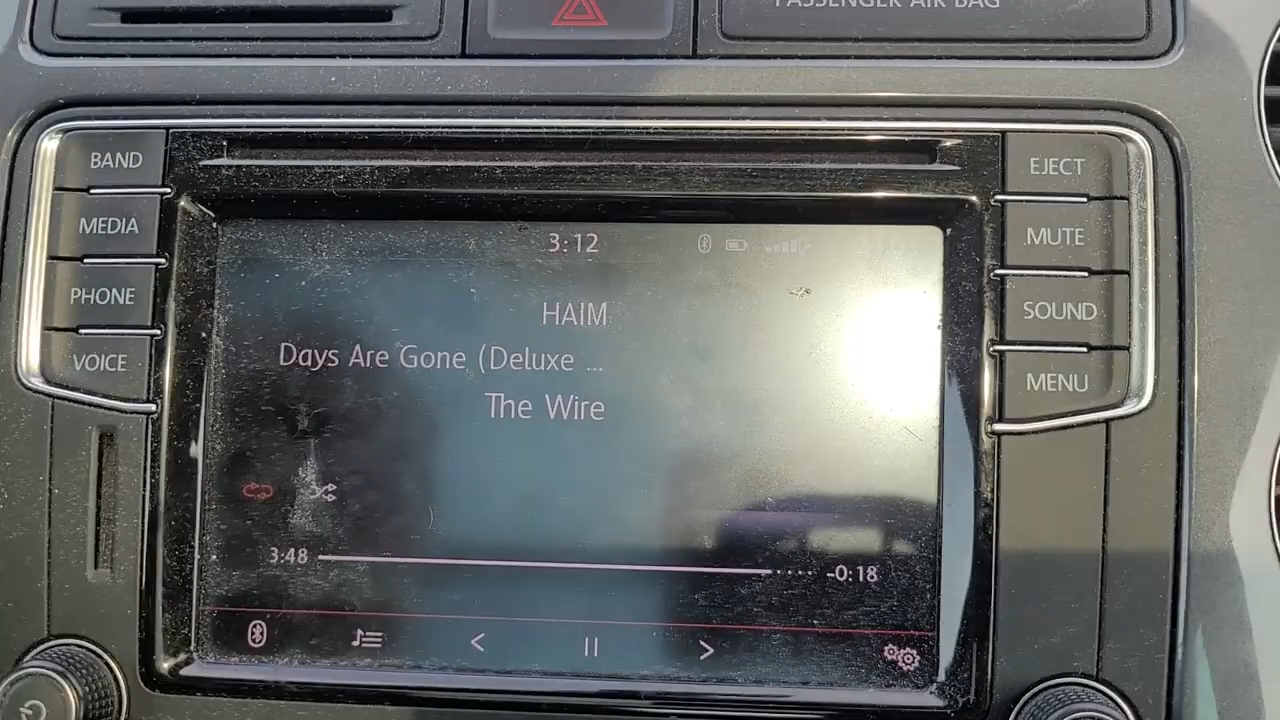 PASSENGER AIR BAG
BAND
MEDIA
PHONE
VOICE
EJECT
MUTE
SOUND
MENU
3:12
HAIM
Days Are Gone (Deluxe ...
The Wire
3:48
-0:18